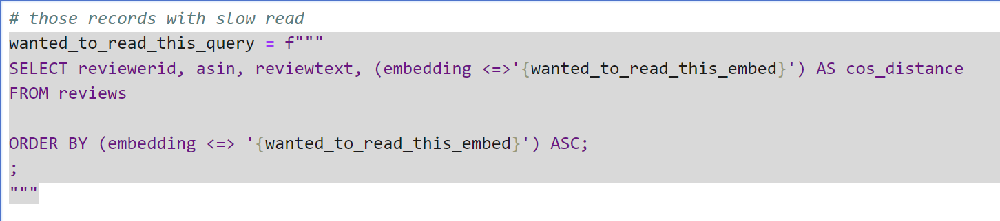 # those records with slow read
wanted_to_read_this_query = f"""
SELECT reviewerid, asin, reviewtext, (embedding <=>'{wanted_to_read_this_embed}') AS cos_distance
FROM reviews
ORDER BY (embedding <=> '{wanted_to_read_this_embed}') ASC;
;
"""